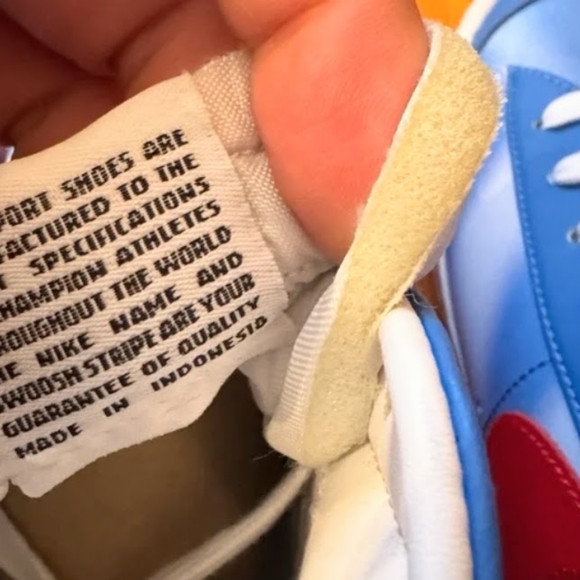 PORT SHOES ARE
FACTURED TO THE
T SPECIFICATIONS
HAMPION ATHLETES
ROUGHOUT THE WORLD
E NIKE NAME AND
SWOOSH STRIPE ARE YOUR
GUARANTEE OF QUALITY
MADE IN INDONESIA